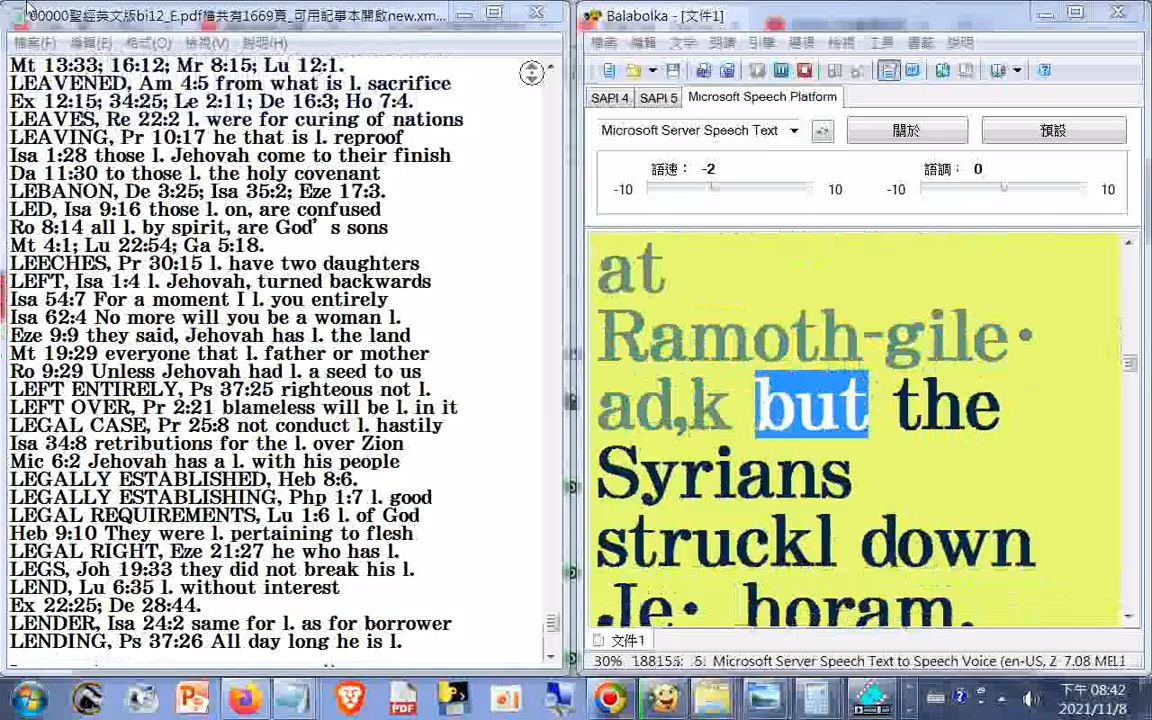 00000聖經英文版bi12_E.pdf檔共有1669頁_可用記事本開啟new.xm...
檔案(F) 編輯(E) 格式(O) 檢視(V) 說明(H)
Mt 13:33; 16:12; Mr 8:15; Lu 12:1.
LEAVENED, Am 4:5 from what is l. sacrifice
Ex 12:15; 34:25; Le 2:11; De 16:3; Ho 7:4.
LEAVES, Re 22:2 l. were for curing of nations
LEAVING, Pr 10:17 he that is l. reproof
Isa 1:28 those l. Jehovah come to their finish
Da 11:30 to those l. the holy covenant
LEBANON, De 3:25; Isa 35:2; Eze 17:3.
LED, Isa 9:16 those l. on, are confused
Ro 8:14 all l. by spirit, are God’s sons
Mt 4:1; Lu 22:54; Ga 5:18.
LEECHES, Pr 30:15 l. have two daughters
LEFT, Isa 1:4 l. Jehovah, turned backwards
Isa 54:7 For a moment I l. you entirely
Isa 62:4 No more will you be a woman l.
Eze 9:9 they said, Jehovah has l. the land
Mt 19:29 everyone that l. father or mother
Ro 9:29 Unless Jehovah had l. a seed to us
LEFT ENTIRELY, Ps 37:25 righteous not l.
LEFT OVER, Pr 2:21 blameless will be l. in it
LEGAL CASE, Pr 25:8 not conduct l. hastily
Isa 34:8 retributions for the l. over Zion
Mic 6:2 Jehovah has a l. with his people
LEGALLY ESTABLISHED, Heb 8:6.
LEGALLY ESTABLISHING, Php 1:7 l. good
LEGAL REQUIREMENTS, Lu 1:6 l. of God
Heb 9:10 They were l. pertaining to flesh
LEGAL RIGHT, Eze 21:27 he who has l.
LEGS, Joh 19:33 they did not break his l.
LEND, Lu 6:35 l. without interest
Ex 22:25; De 28:44.
LENDER, Isa 24:2 same for l. as for borrower
LENDING, Ps 37:26 All day long he is l.
Balabolka - [文件1]
檔案 編輯 文字 朗讀 引擎 選項 檢視 工具 書籤 說明
SAPI 4 SAPI 5 Microsoft Speech Platform
Microsoft Server Speech Text 關於 預設
語速： -2 語調： 0
-10 10 -10 10
at
Ramoth-gile·
ad,k but the
Syrians
struckl down
Je· horam.
文件1
30% Microsoft Server Speech Text to Speech Voice (en-US, Z 7.08
PDF
下午 08:42
2021/11/8